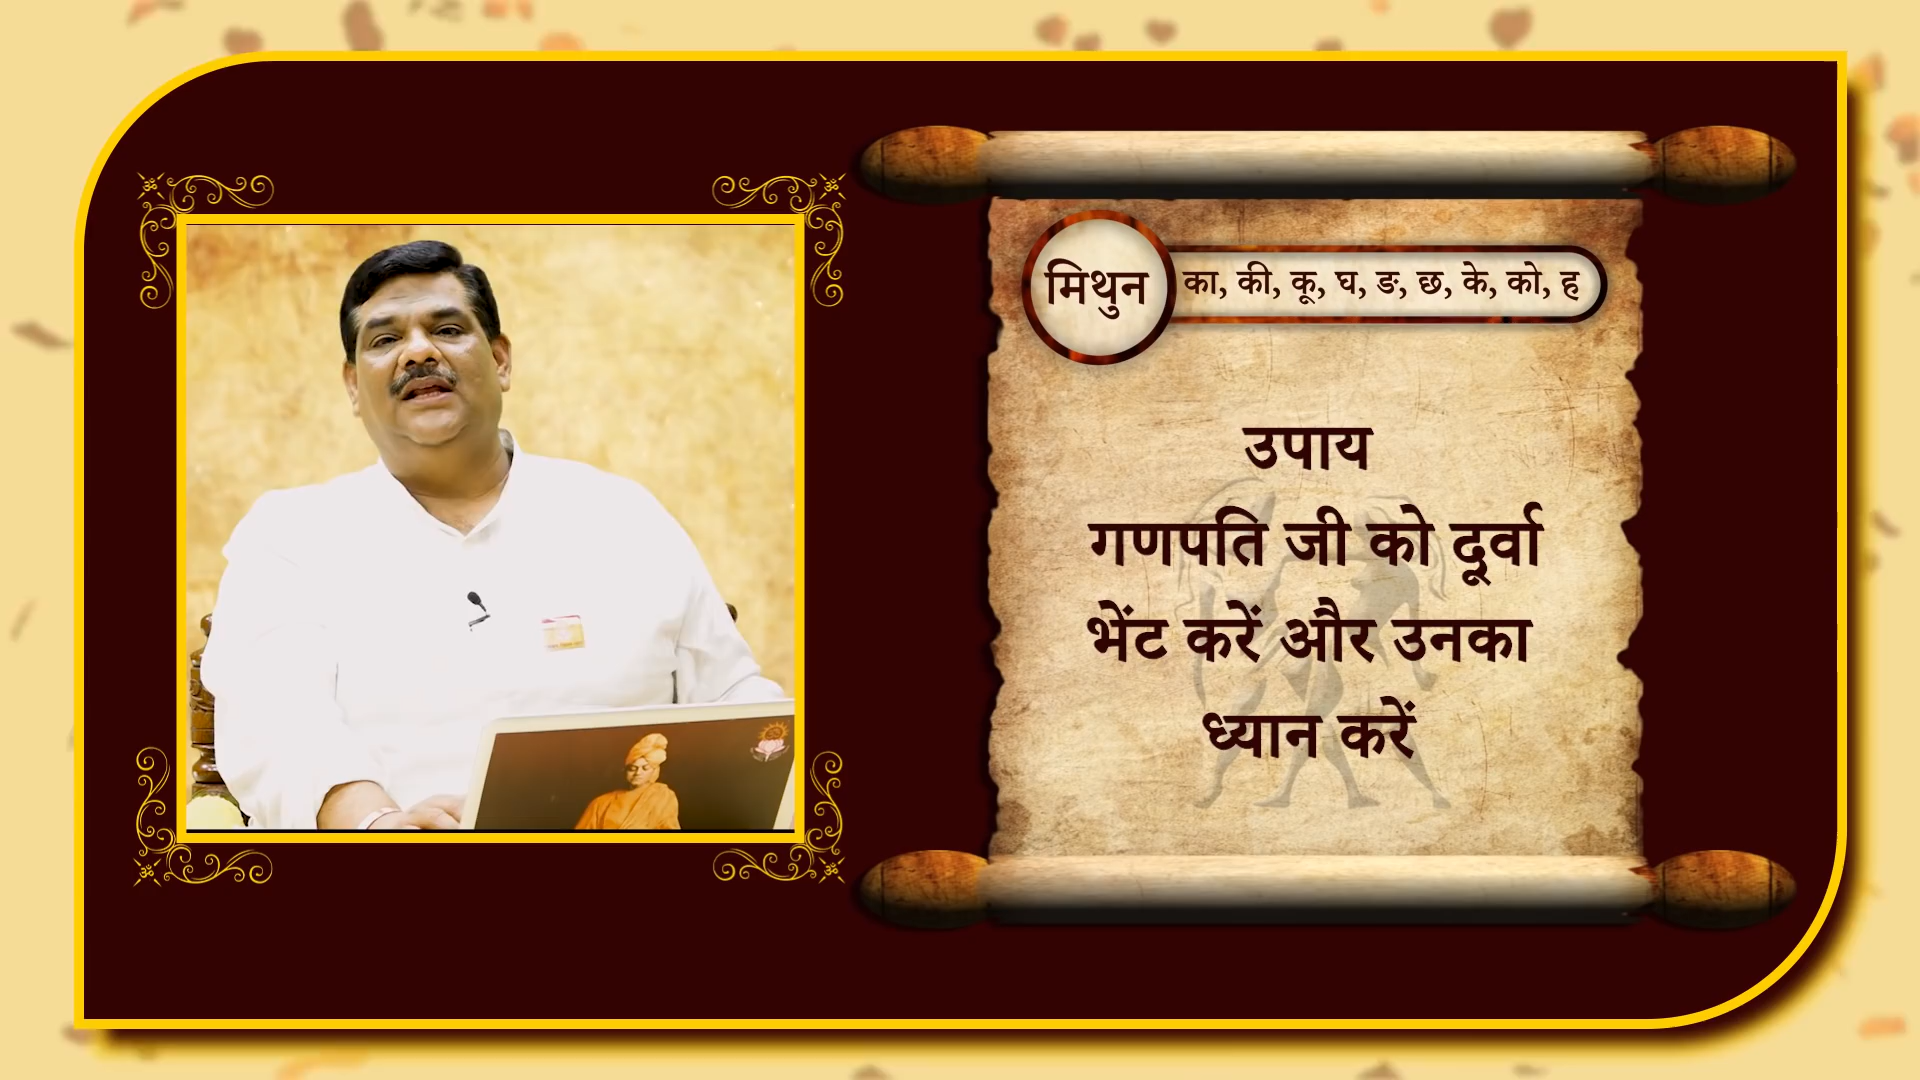 मिथुन
का, की, कू, घ, ङ, छ, के, को, ह
उपाय
गणपति जी को दूर्वा
भेंट करें और उनका
ध्यान करें